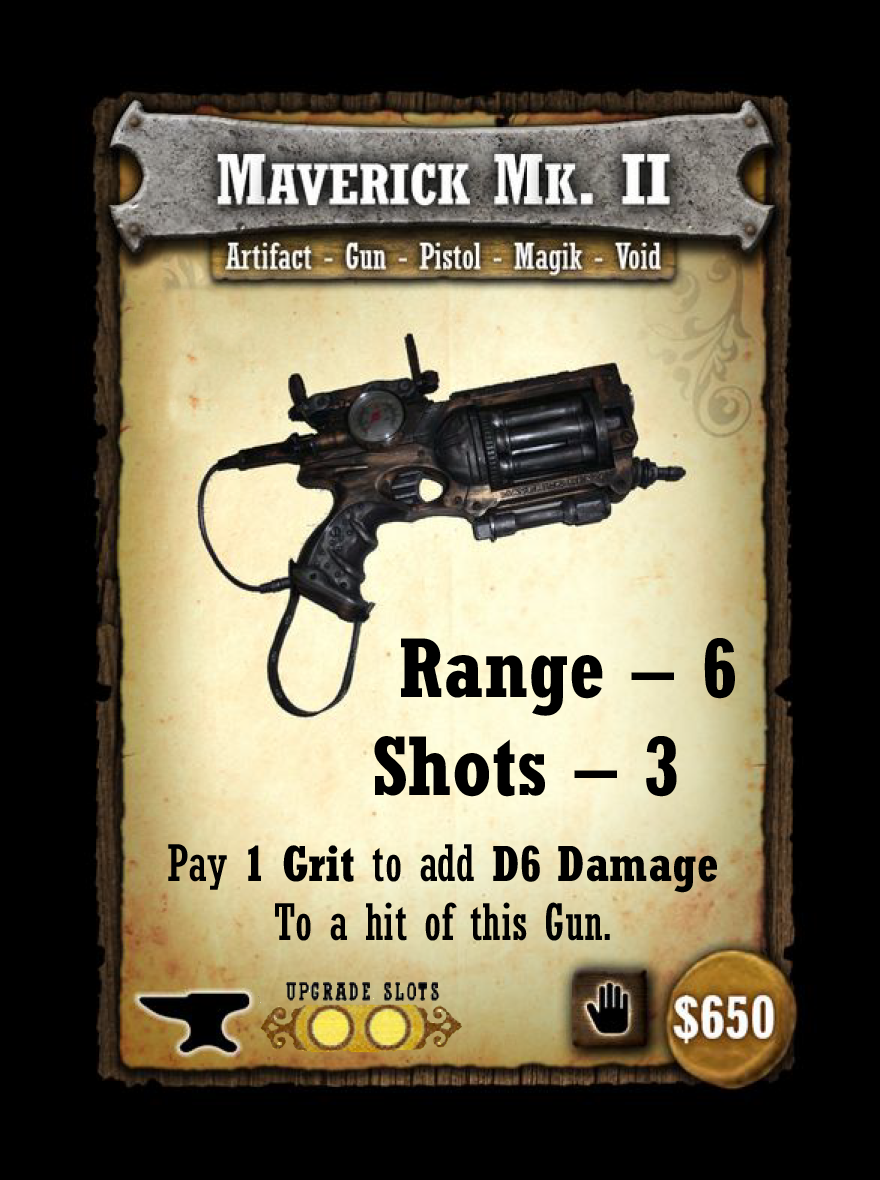 Maverick Mk. II
Artifact - Gun - Pistol - Magik - Void
Range – 6
Shots – 3
Pay 1 Grit to add D6 Damage
To a hit of this Gun.
UPGRADE SLOTS
$650